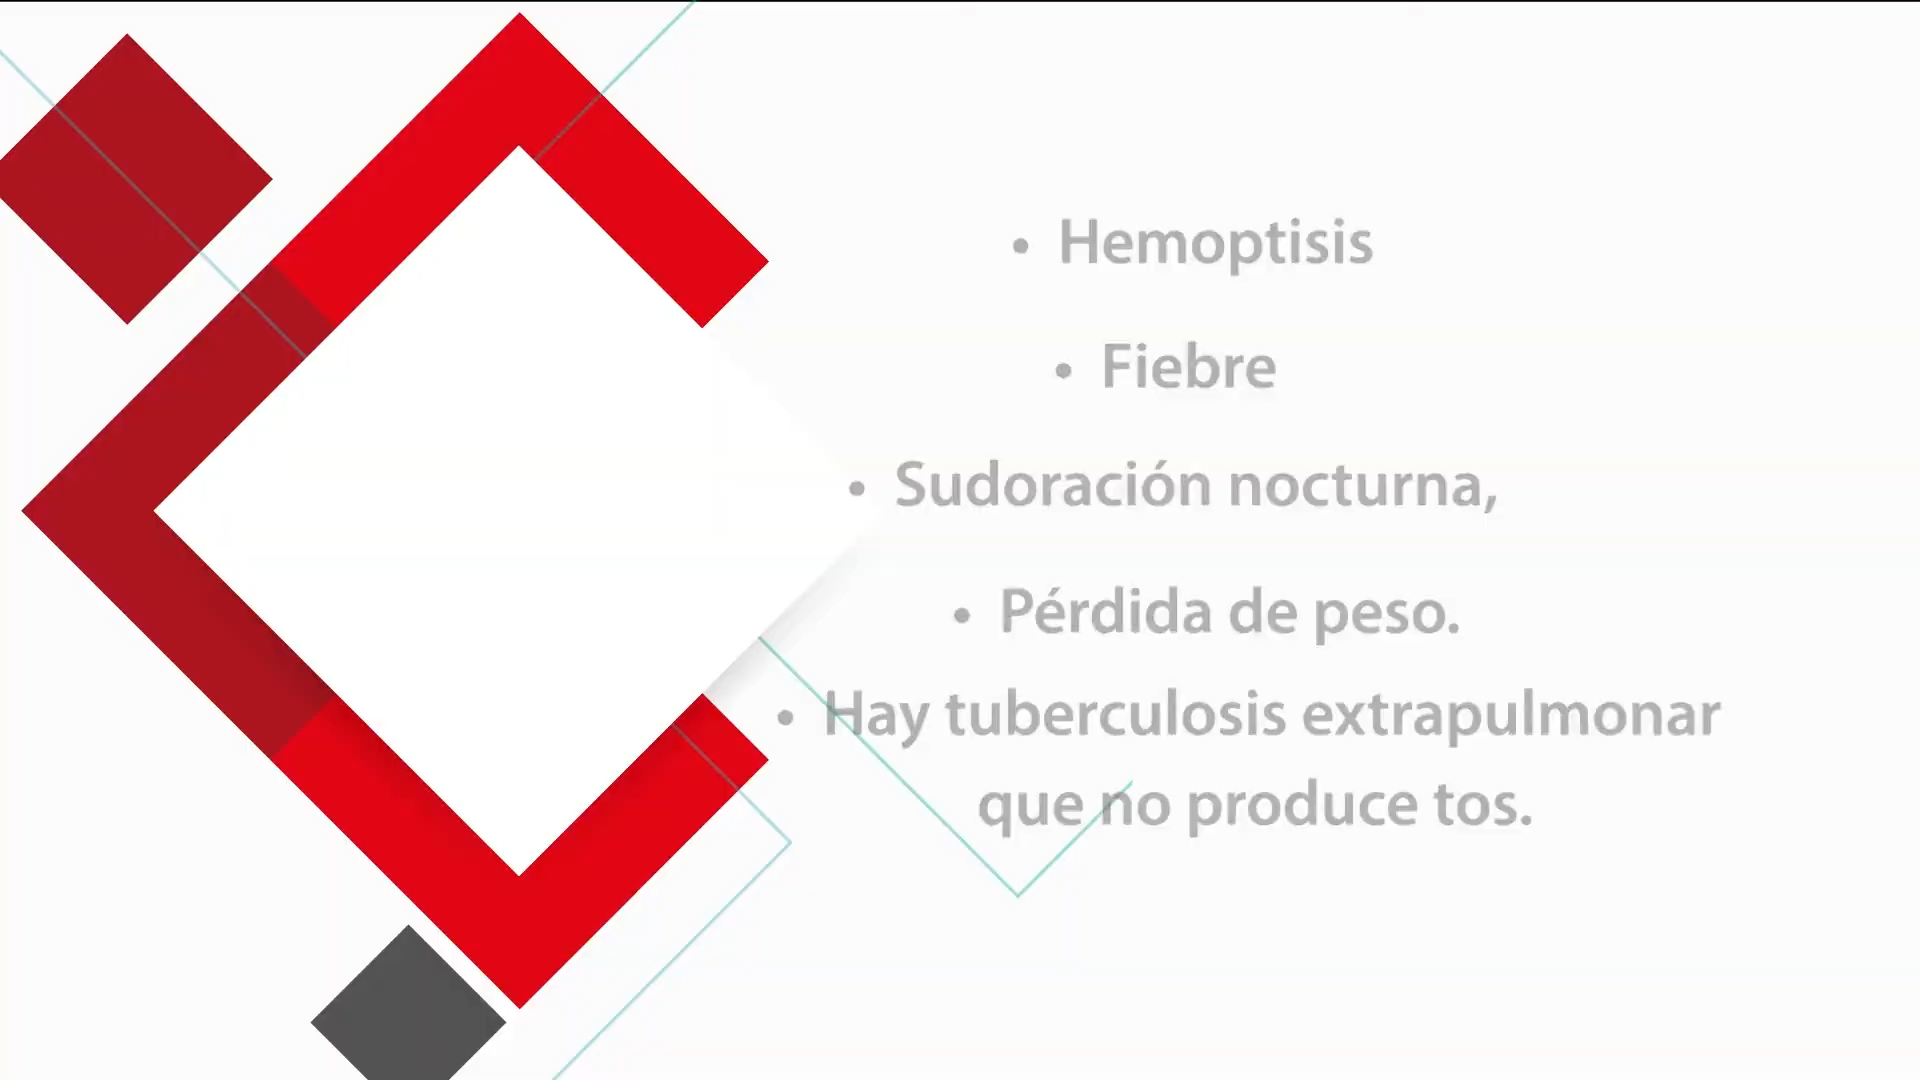 • Hemoptisis
• Fiebre
• Sudoración nocturna,
• Pérdida de peso.
• Hay tuberculosis extrapulmonar
que no produce tos.